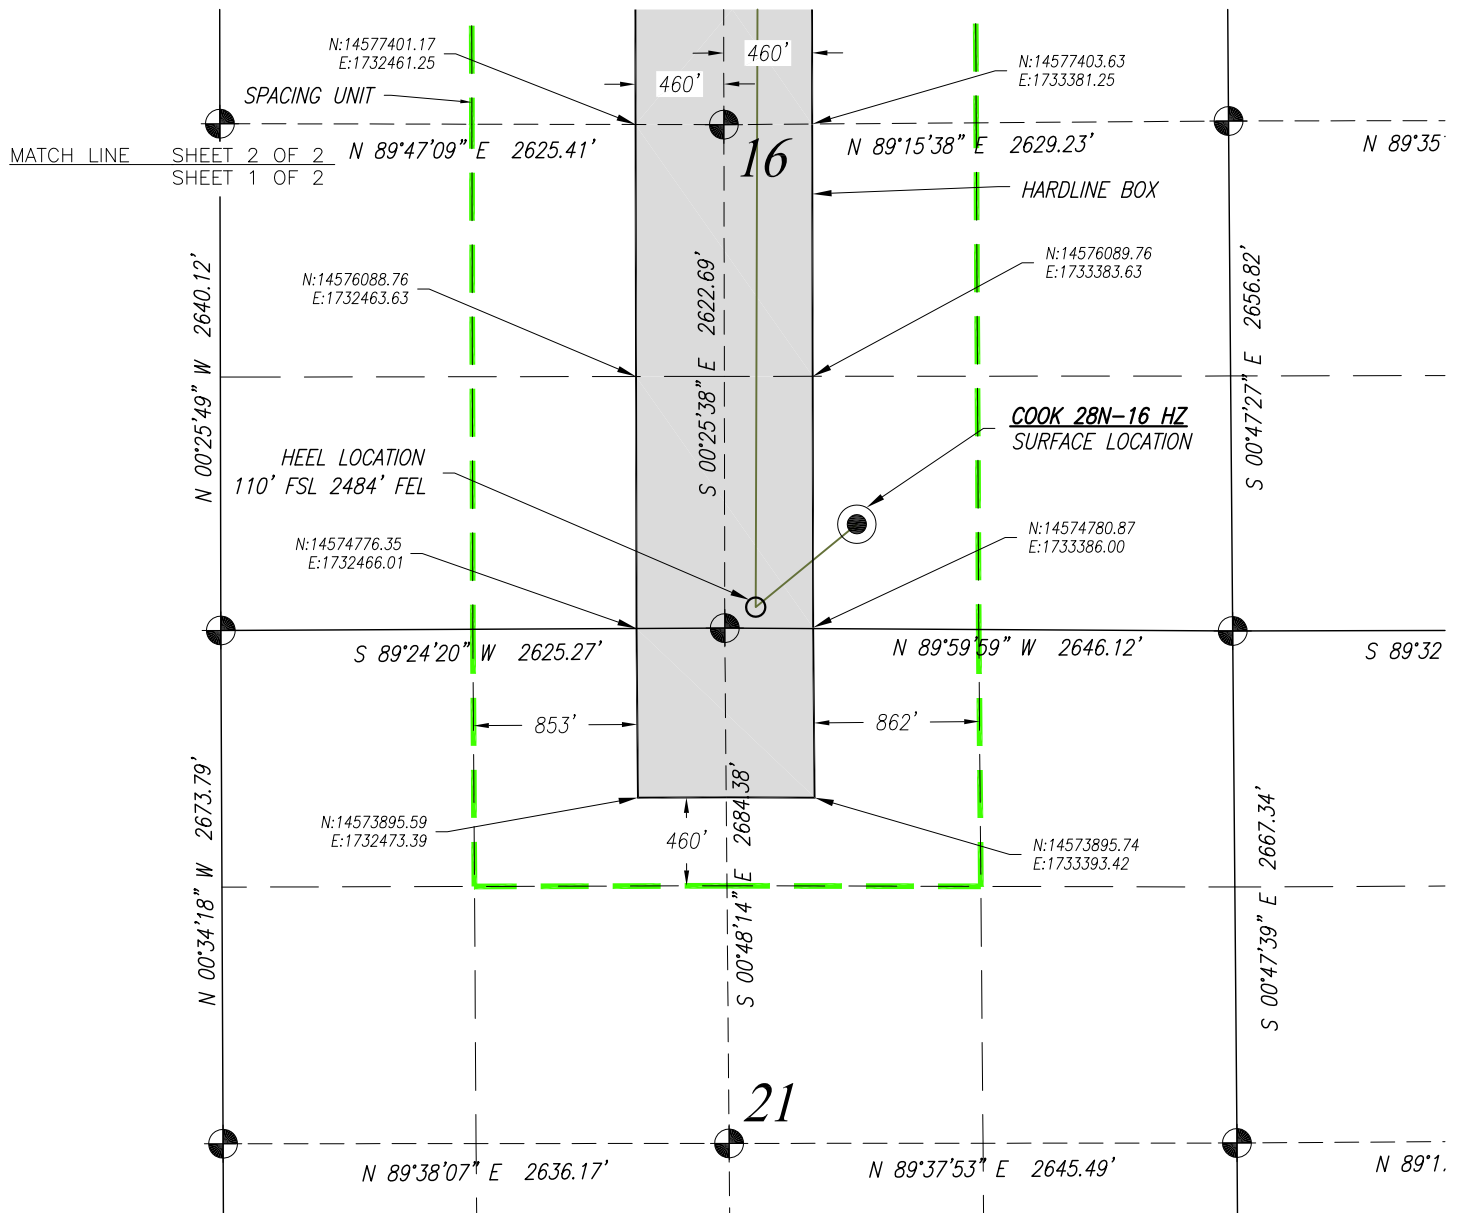 N:14577401.17
E:1732461.25
460'
460'
N:14577403.63
E:1733381.25
SPACING UNIT
MATCH LINE SHEET 2 OF 2
SHEET 1 OF 2
N 89°47'09" E 2625.41'
16
N 89°15'38" E 2629.23'
N 89°35'
HARDLINE BOX
N 00°25'49" W 2640.12'
N:14576088.76
E:1732463.63
S 00°25'38" E 2622.69'
N:14576089.76
E:1733383.63
S 00°47'27" E 2656.82'
COOK 28N-16 HZ
SURFACE LOCATION
HEEL LOCATION
110' FSL 2484' FEL
N:14574776.35
E:1732466.01
N:14574780.87
E:1733386.00
S 89°24'20" W 2625.27'
N 89°59'59" W 2646.12'
S 89°32
853'
862'
N 00°34'18" W 2673.79'
N:14573895.59
E:1732473.39
460'
S 00°48'14" E 2684.38'
N:14573895.74
E:1733393.42
S 00°47'39" E 2667.34'
21
N 89°38'07" E 2636.17'
N 89°37'53" E 2645.49'
N 89°1